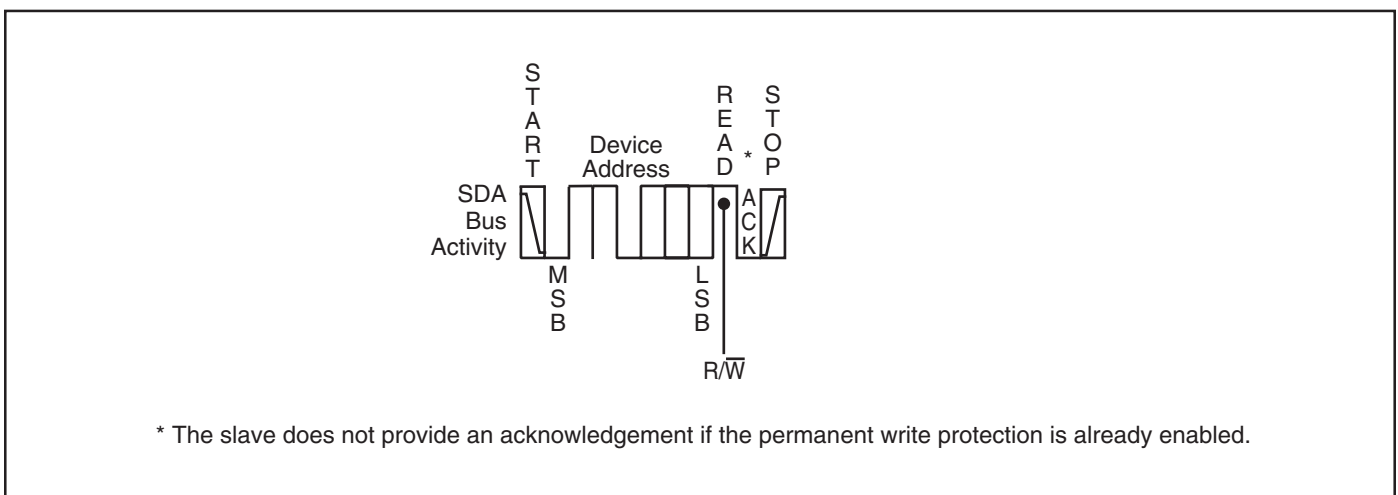 START
READ
*
STOP
Device
Address
SDA
Bus
Activity
ACK
MSB
LSB
R/W̅
* The slave does not provide an acknowledgement if the permanent write protection is already enabled.